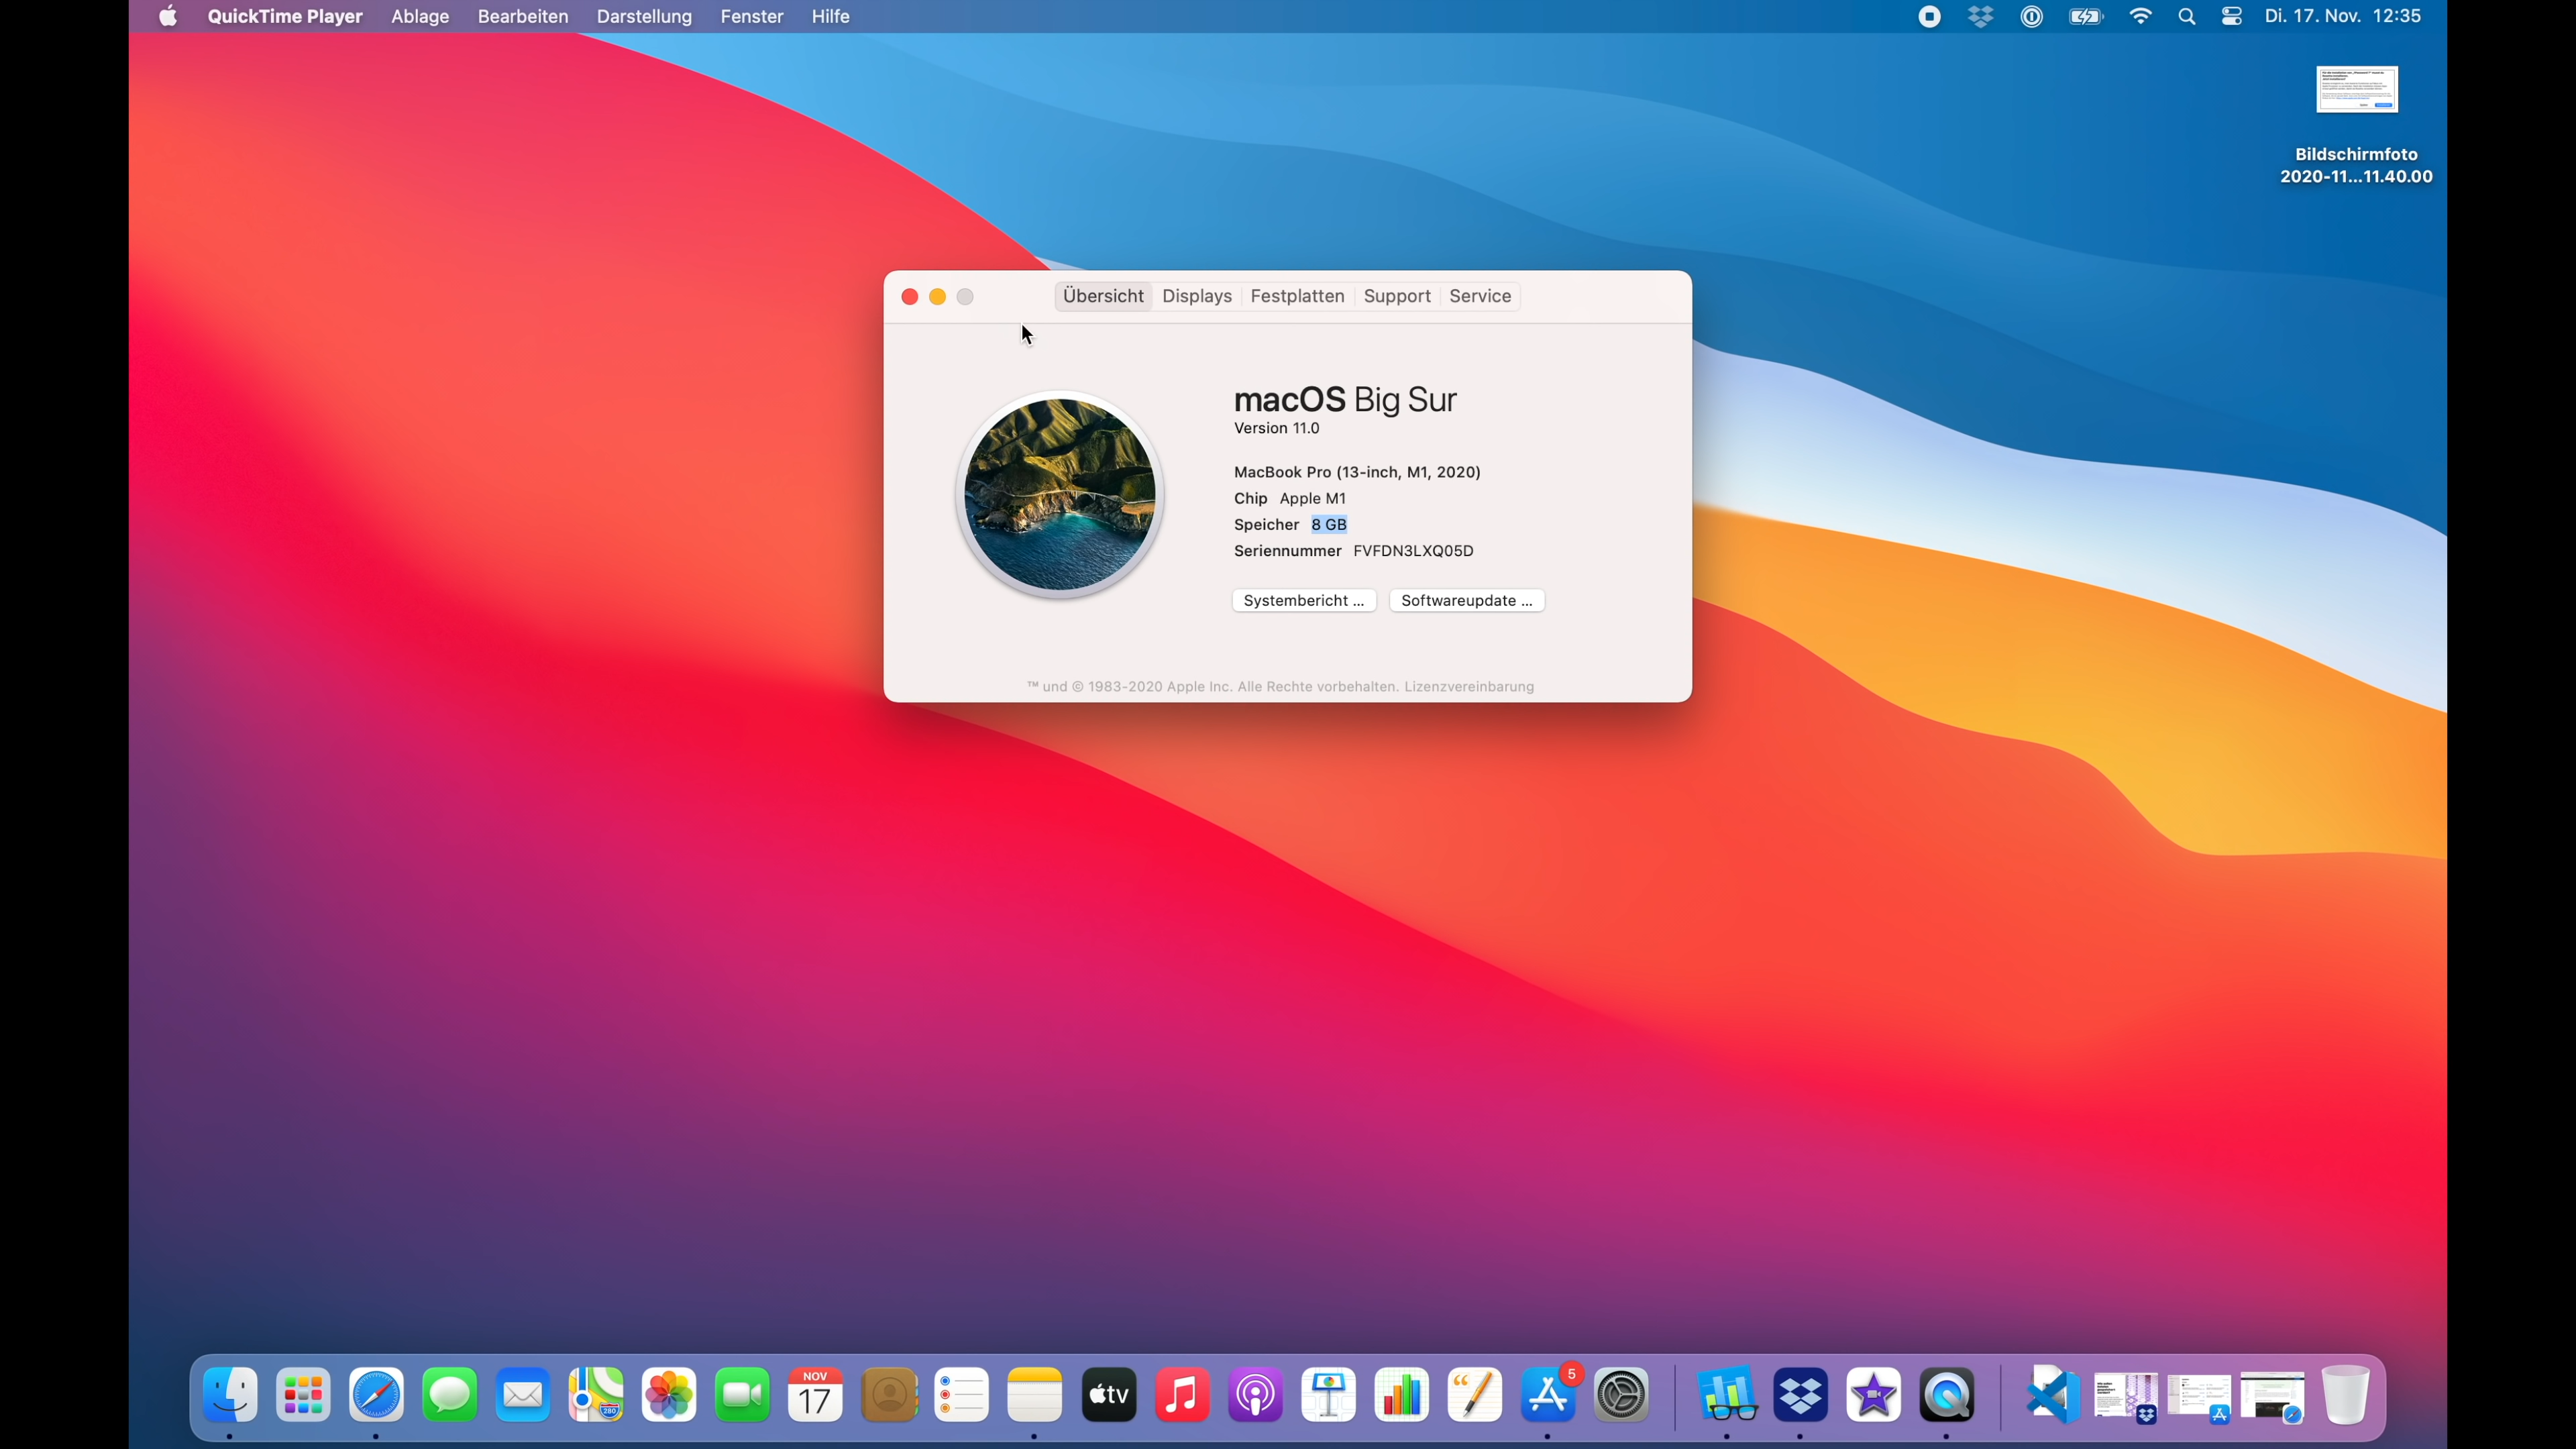 QuickTime Player Ablage Bearbeiten Darstellung Fenster Hilfe Di. 17. Nov. 12:35
Bildschirmfoto
2020-11...11.40.00
Übersicht Displays Festplatten Support Service
macOS Big Sur
Version 11.0
MacBook Pro (13-inch, M1, 2020)
Chip Apple M1
Speicher 8 GB
Seriennummer FVFDN3LXQ05D
Systembericht ... Softwareupdate ...
™ und © 1983-2020 Apple Inc. Alle Rechte vorbehalten. Lizenzvereinbarung
280
NOV
17
tv
5